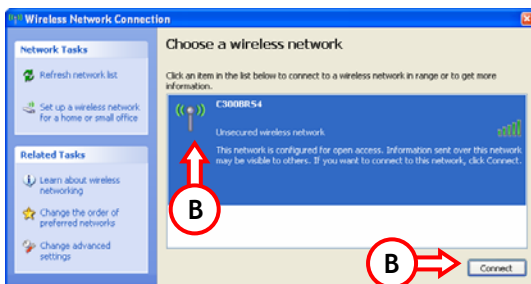 Wireless Network Connection
Network Tasks
Refresh network list
Set up a wireless network
for a home or small office
Related Tasks
Learn about wireless
networking
Change the order of
preferred networks
Change advanced
settings
Choose a wireless network
Click an item in the list below to connect to a wireless network in range or to get more
information.
C300BRS4
Unsecured wireless network
This network is configured for open access. Information sent over this network
may be visible to others. If you want to connect to this network, click Connect.
B
B
Connect